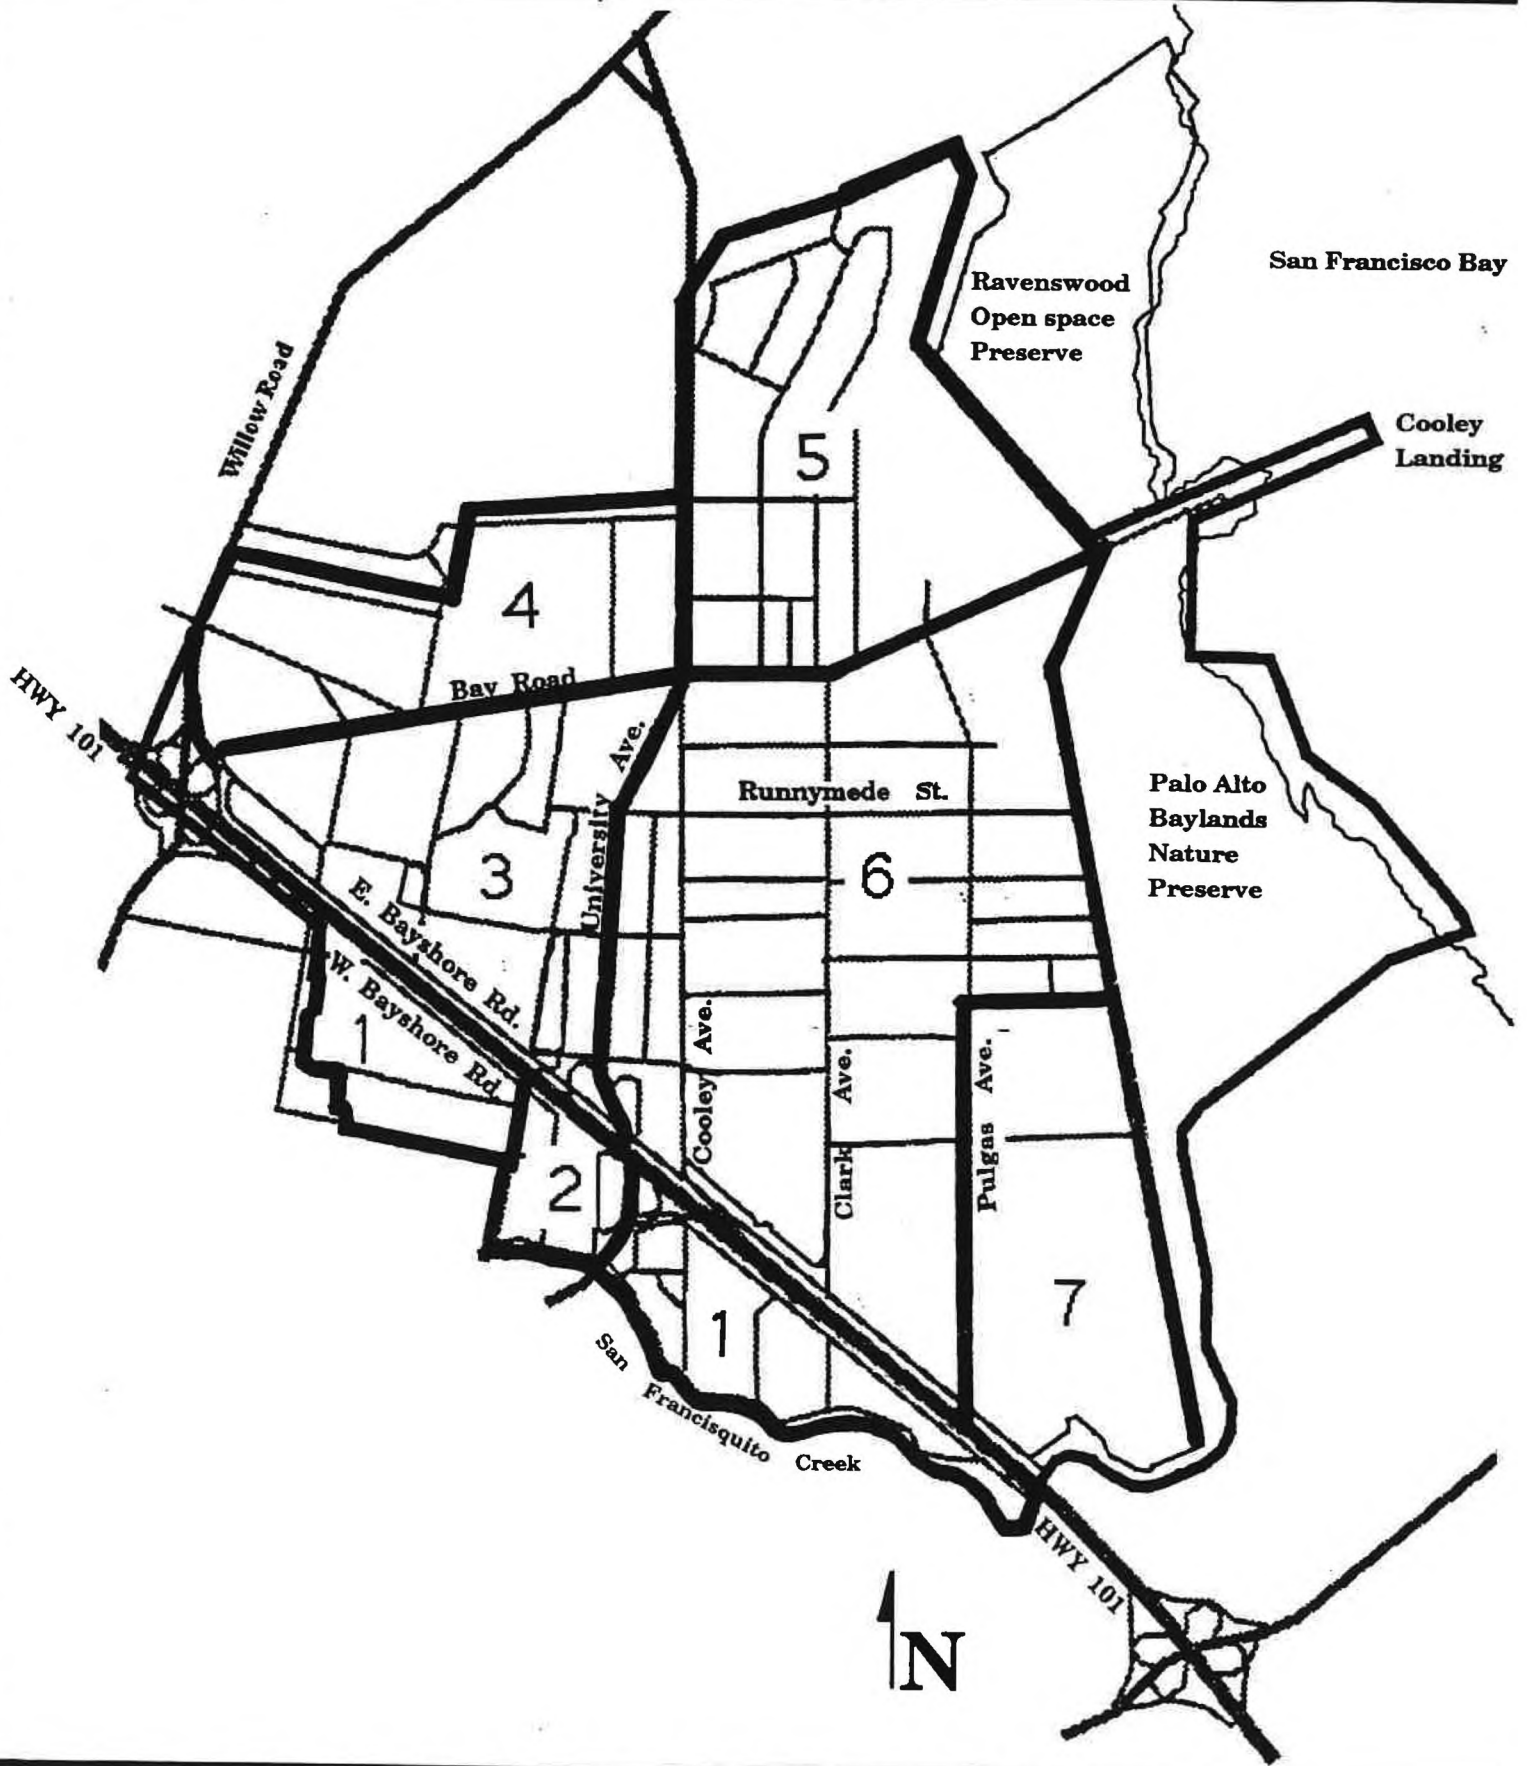 San Francisco Bay
Ravenswood
Open space
Preserve
Willow Road
Cooley
Landing
5
4
Bay Road
HWY 101
Ave.
University
Runnymede St.
Palo Alto
Baylands
Nature
Preserve
3
6
E. Bayshore Rd.
W. Bayshore Rd.
1
Cooley Ave.
Clark Ave.
Pulgas Ave.
2
7
1
San Francisquito Creek
HWY 101
N